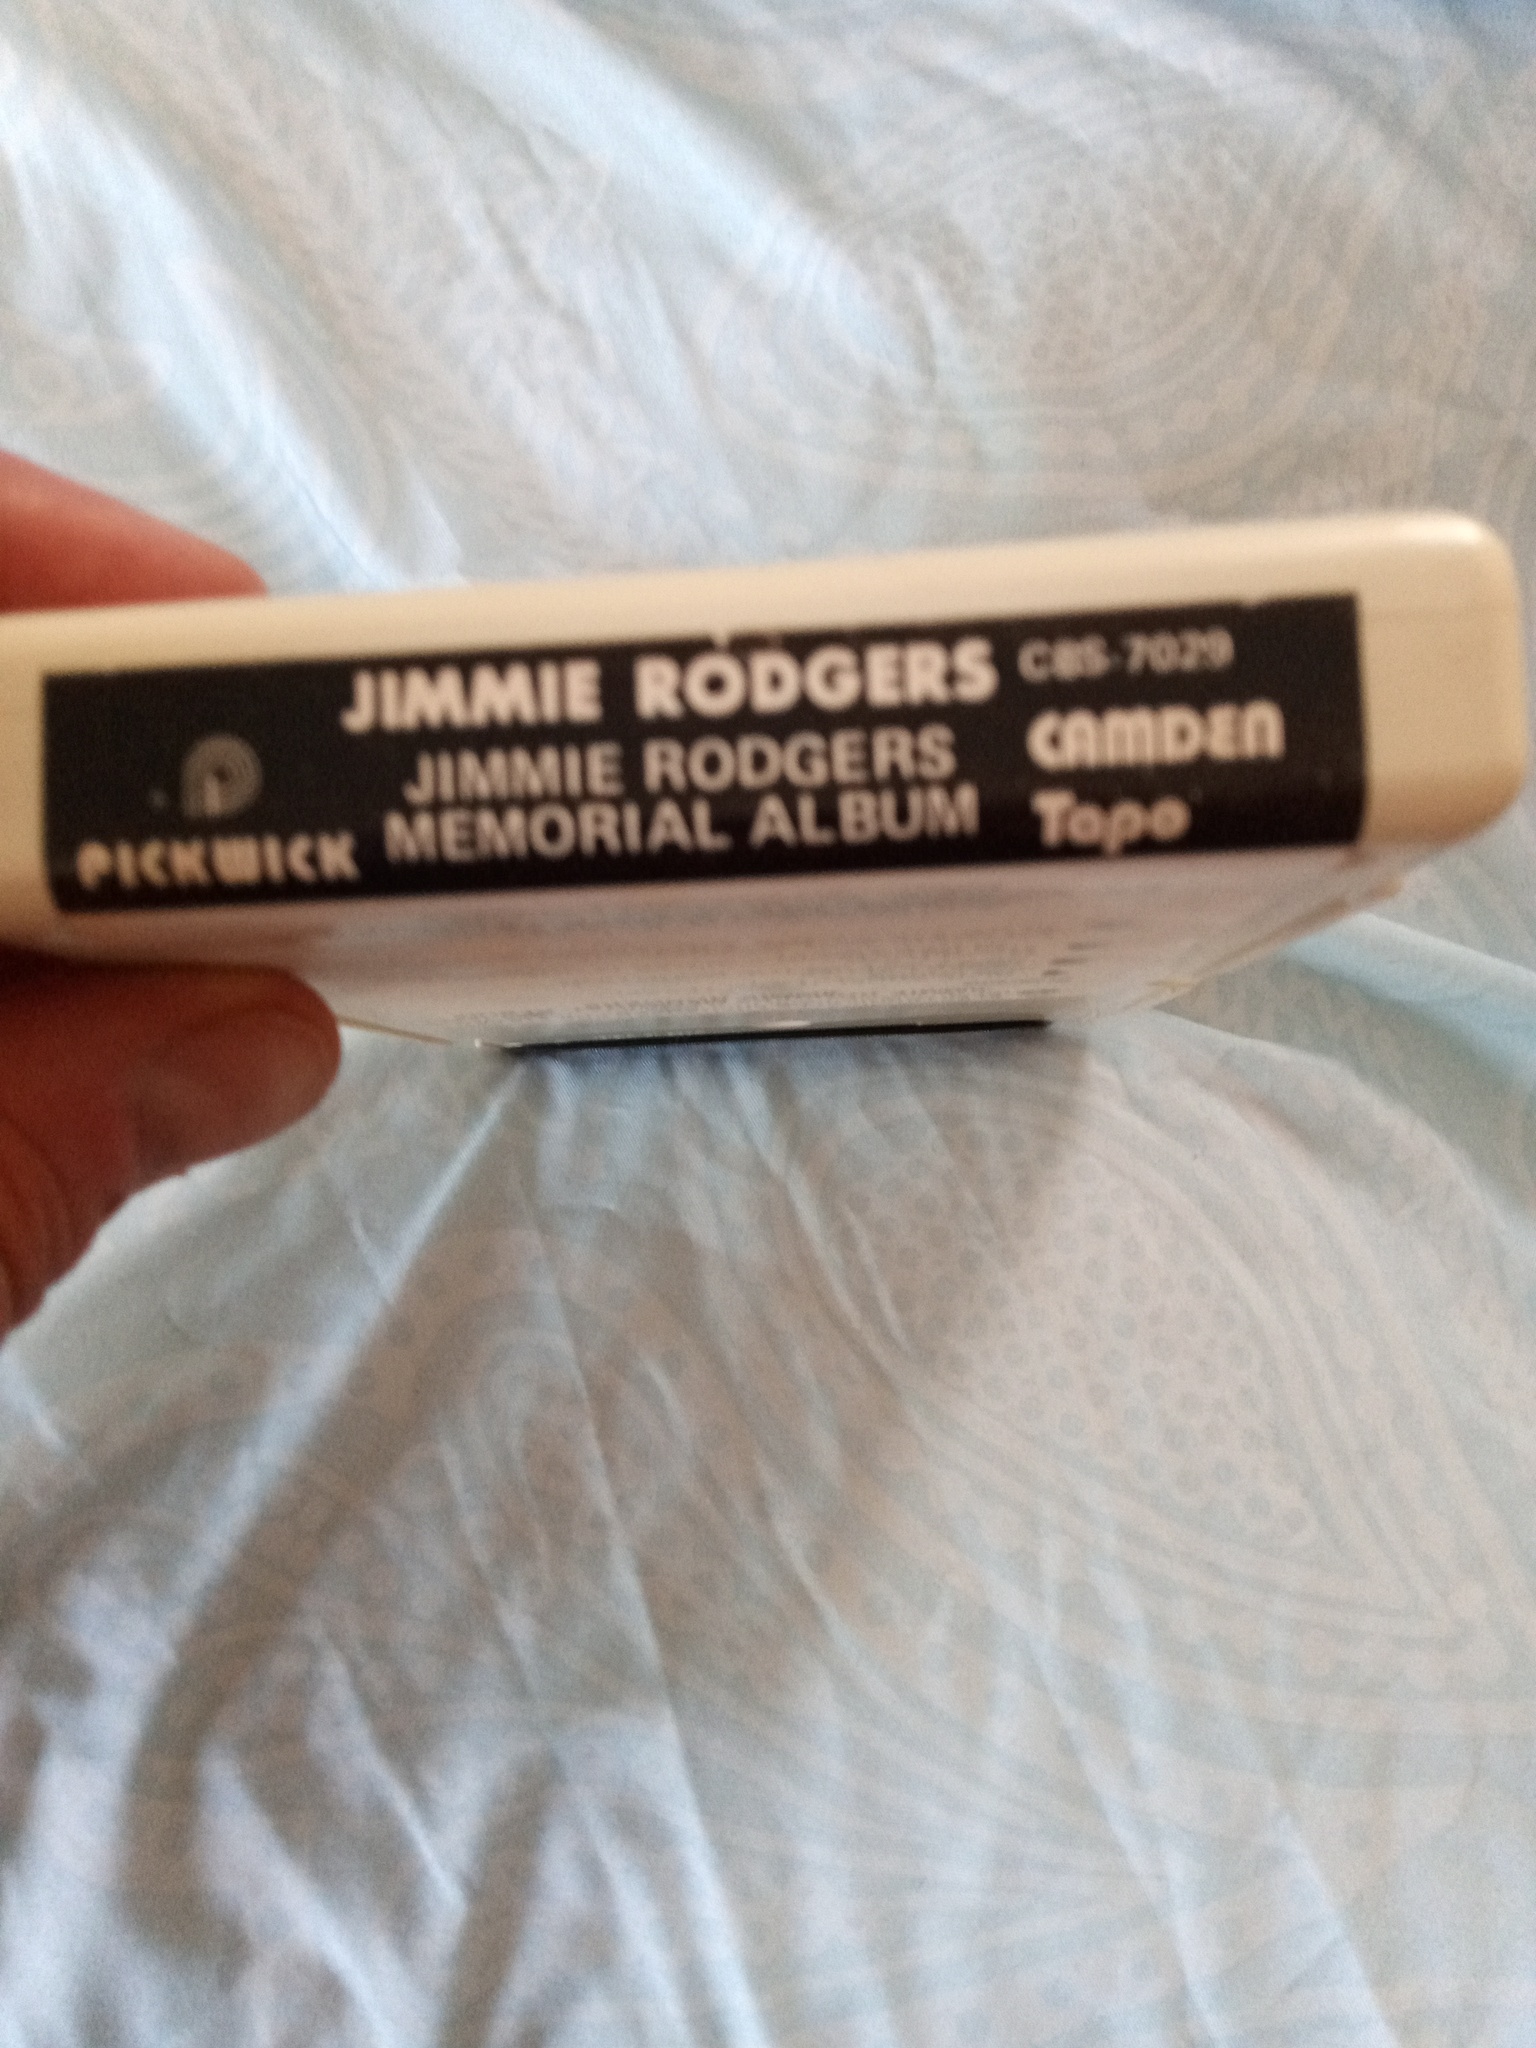 JIMMIE RODGERS C8S-7029
JIMMIE RODGERS
MEMORIAL ALBUM
CAMDEN
Tape
PICKWICK